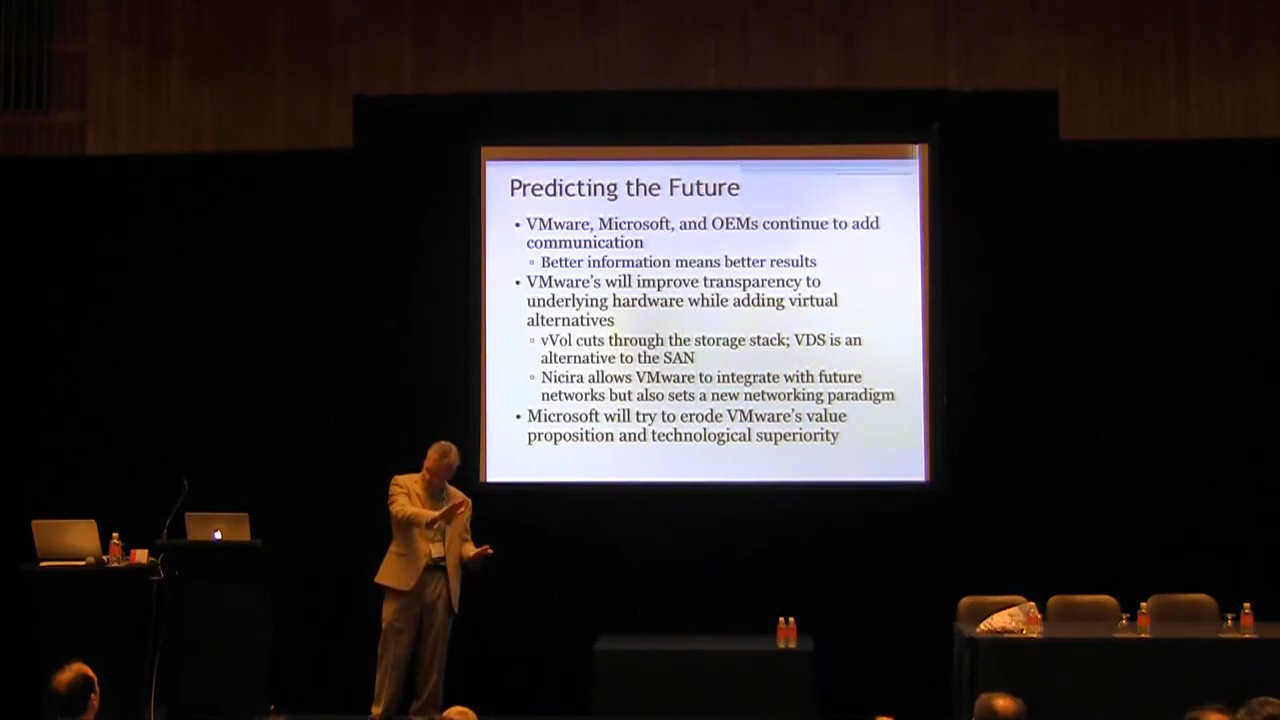 Predicting the Future
• VMware, Microsoft, and OEMs continue to add
communication
▫ Better information means better results
• VMware's will improve transparency to
underlying hardware while adding virtual
alternatives
▫ vVol cuts through the storage stack; VDS is an
alternative to the SAN
▫ Nicira allows VMware to integrate with future
networks but also sets a new networking paradigm
• Microsoft will try to erode VMware's value
proposition and technological superiority